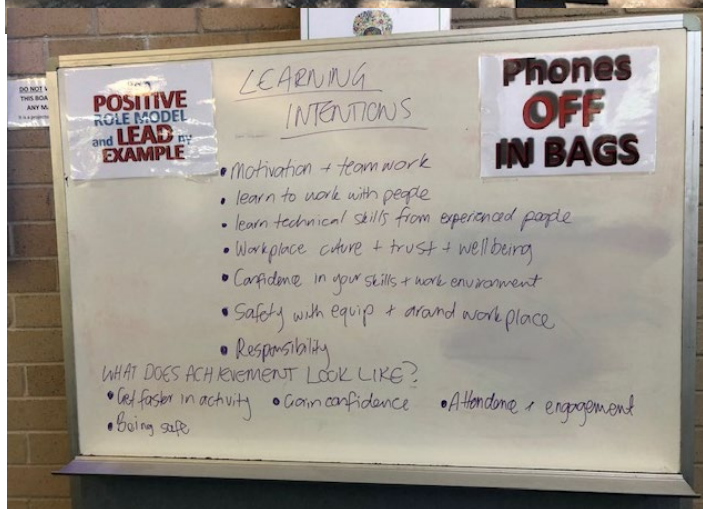 DO NOT
THIS BOA
ANY MA
POSITIVE
ROLE MODEL
and LEAD by
EXAMPLE
LEARNING
INTENTIONS
Phones
OFF
IN BAGS
• Motivation + teamwork
• learn to work with people
• learn technical skills from experienced people
• Workplace cuture + trust + wellbeing
• Confidence in your skills + work environment
• Safety with equip + around workplace
• Responsibility
WHAT DOES ACHIEVEMENT LOOK LIKE?
• Get faster in activity • Gain confidence • Attendance + engagement
• Being safe